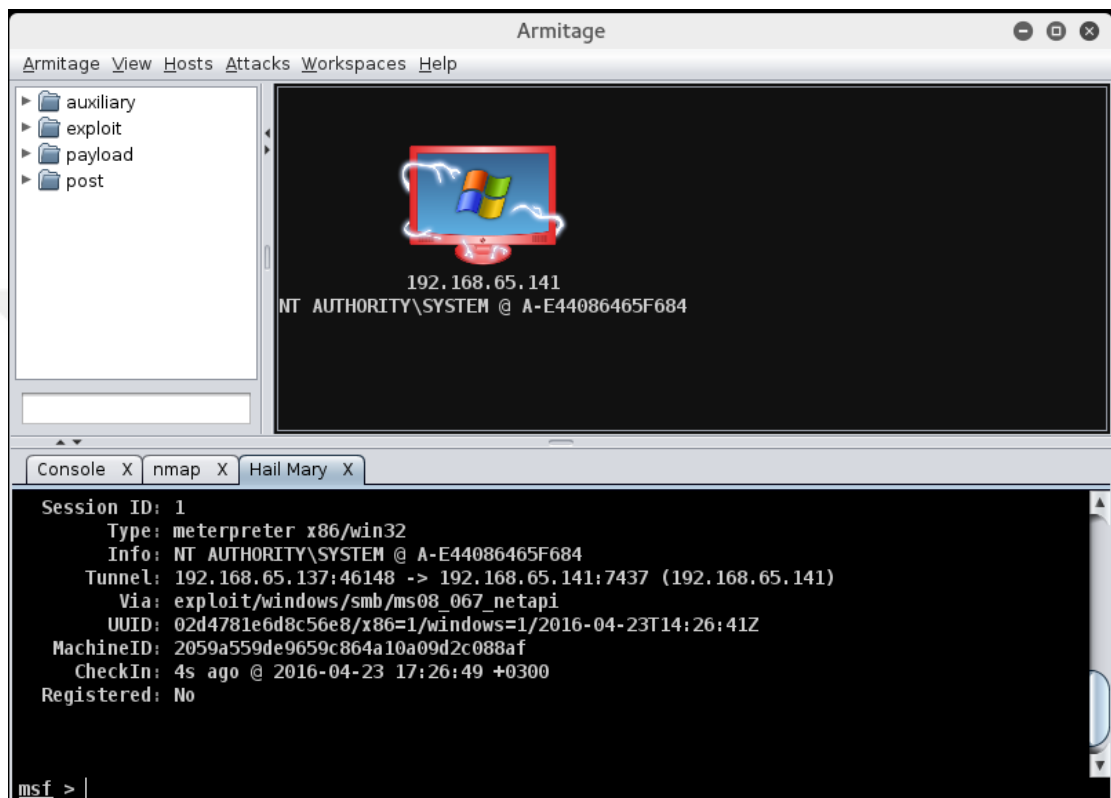 Armitage
Armitage View Hosts Attacks Workspaces Help
auxiliary
exploit
payload
post
192.168.65.141
NT AUTHORITY\SYSTEM @ A-E44086465F684
Console X nmap X Hail Mary X
Session ID: 1
Type: meterpreter x86/win32
Info: NT AUTHORITY\SYSTEM @ A-E44086465F684
Tunnel: 192.168.65.137:46148 -> 192.168.65.141:7437 (192.168.65.141)
Via: exploit/windows/smb/ms08_067_netapi
UUID: 02d4781e6d8c56e8/x86=1/windows=1/2016-04-23T14:26:41Z
MachineID: 2059a559de9659c864a10a09d2c088af
CheckIn: 4s ago @ 2016-04-23 17:26:49 +0300
Registered: No
msf >